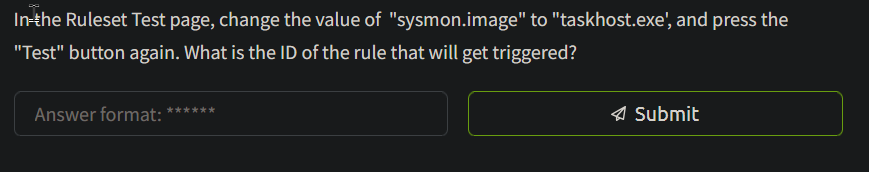 In the Ruleset Test page, change the value of "sysmon.image" to "taskhost.exe', and press the
"Test" button again. What is the ID of the rule that will get triggered?
Answer format: ******
Submit